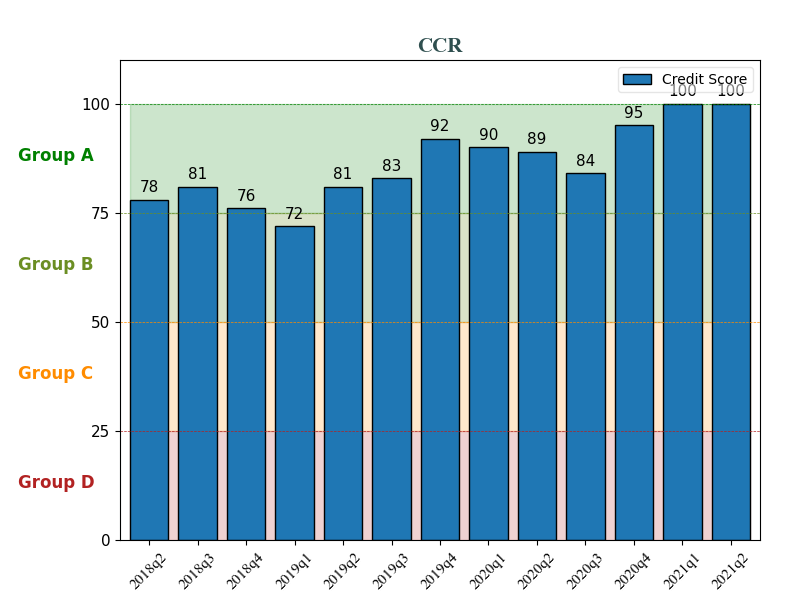 CCR
Credit Score
100
75
50
25
0
Group A
Group B
Group C
Group D
78
81
76
72
81
83
92
90
89
84
95
100
100
2018q2
2018q3
2018q4
2019q1
2019q2
2019q3
2019q4
2020q1
2020q2
2020q3
2020q4
2021q1
2021q2